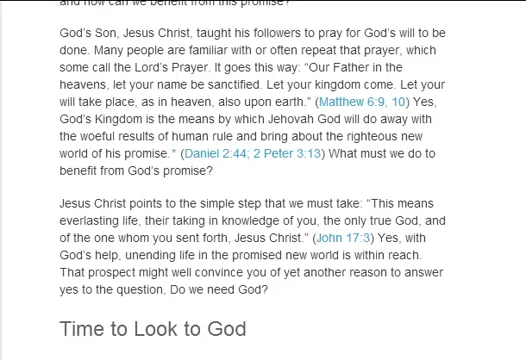 and how can we benefit from this promise?
God’s Son, Jesus Christ, taught his followers to pray for God’s will to be
done. Many people are familiar with or often repeat that prayer, which
some call the Lord’s Prayer. It goes this way: “Our Father in the
heavens, let your name be sanctified. Let your kingdom come. Let your
will take place, as in heaven, also upon earth.” (Matthew 6:9, 10) Yes,
God’s Kingdom is the means by which Jehovah God will do away with
the woeful results of human rule and bring about the righteous new
world of his promise.* (Daniel 2:44; 2 Peter 3:13) What must we do to
benefit from God’s promise?
Jesus Christ points to the simple step that we must take: “This means
everlasting life, their taking in knowledge of you, the only true God, and
of the one whom you sent forth, Jesus Christ.” (John 17:3) Yes, with
God’s help, unending life in the promised new world is within reach.
That prospect might well convince you of yet another reason to answer
yes to the question, Do we need God?
Time to Look to God